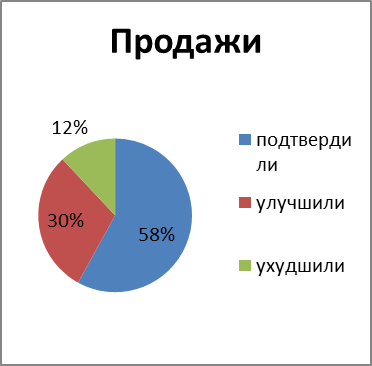 Продажи
12%
30%
58%
подтверди
ли
улучшили
ухудшили